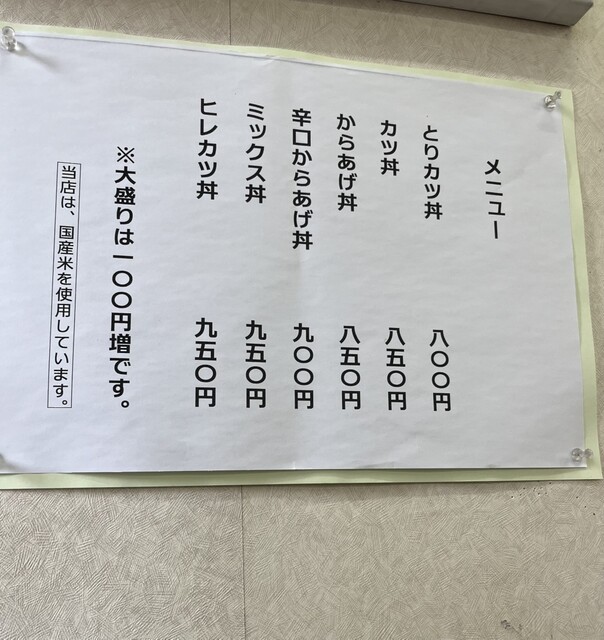 メニュー
とりカツ丼 八〇〇円
カツ丼 八五〇円
からあげ丼 八五〇円
辛口からあげ丼 九〇〇円
ミックス丼 九五〇円
ヒレカツ丼 九五〇円
※大盛りは一〇〇円増です。
当店は、国産米を使用しています。